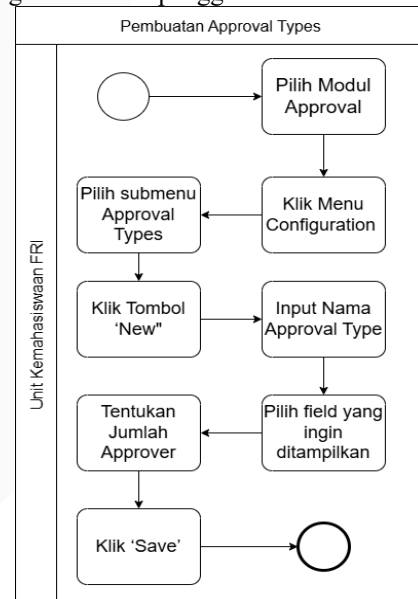 Pembuatan Approval Types
Unit Kemahasiswaan FRI
Pilih Modul
Approval
Klik Menu
Configuration
Pilih submenu
Approval
Types
Klik Tombol
‘New"
Input Nama
Approval Type
Pilih field yang
ingin
ditampilkan
Tentukan
Jumlah
Approver
Klik ‘Save’